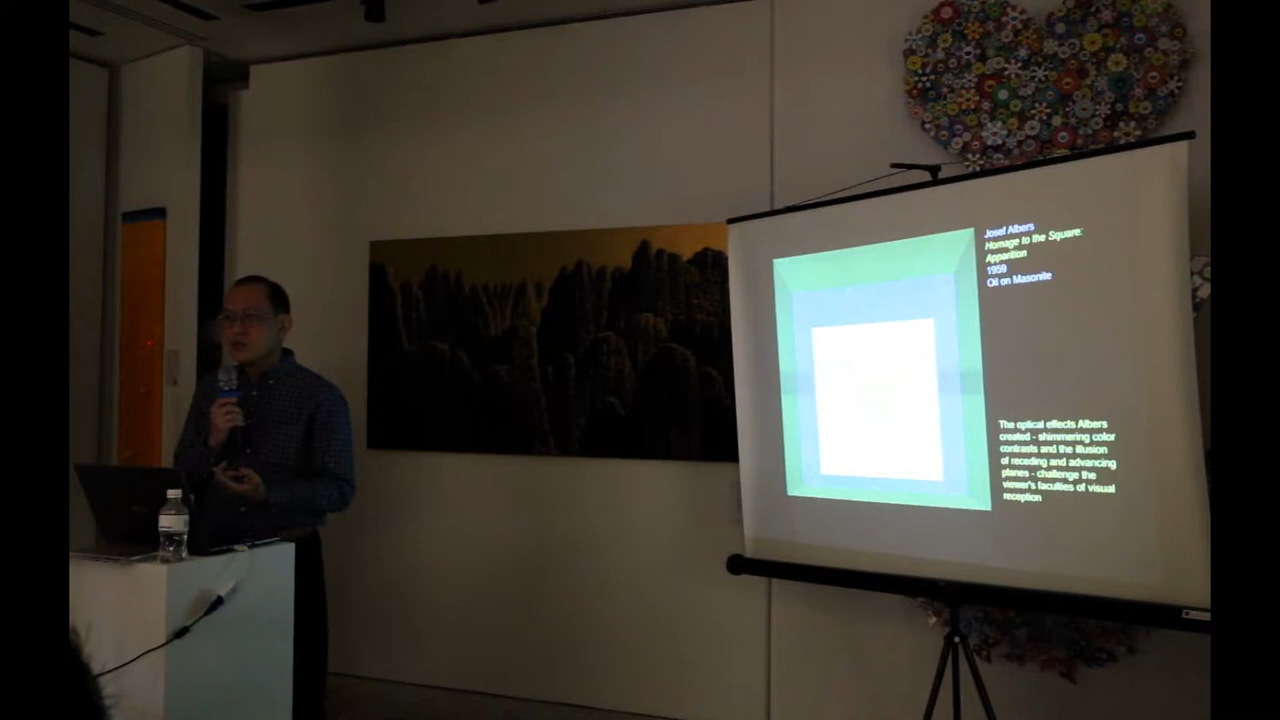 Josef Albers
Homage to the Square:
Apparition
1959
Oil on Masonite
The optical effects Albers
created - shimmering color
contrasts and the illusion
of receding and advancing
planes - challenge the
viewer's faculties of visual
reception